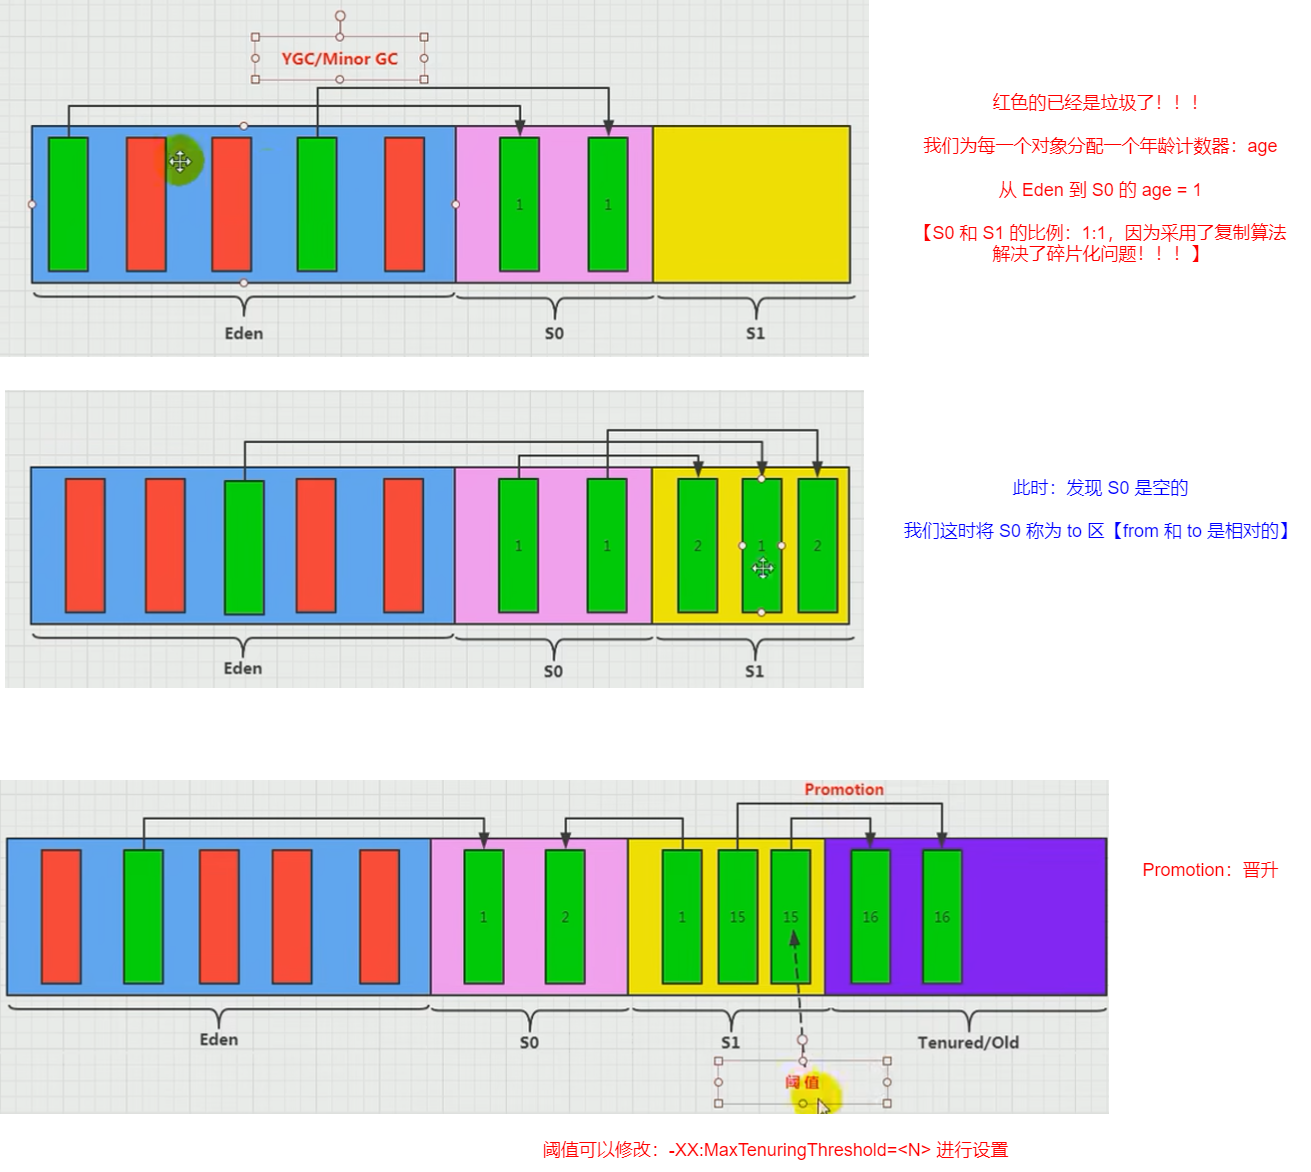 YGC/Minor GC
1
1
Eden
S0
S1
红色的已经是垃圾了！！！
我们为每一个对象分配一个年龄计数器：age
从 Eden 到 S0 的 age = 1
【S0 和 S1 的比例：1:1，因为采用了复制算法
解决了碎片化问题！！！】
1
1
2
1
2
Eden
S0
S1
此时：发现 S0 是空的
我们这时将 S0 称为 to 区【from 和 to 是相对的】
Promotion
1
2
1
15
15
16
16
Eden
S0
S1
Tenured/Old
阈值
Promotion：晋升
阈值可以修改：-XX:MaxTenuringThreshold=<N> 进行设置